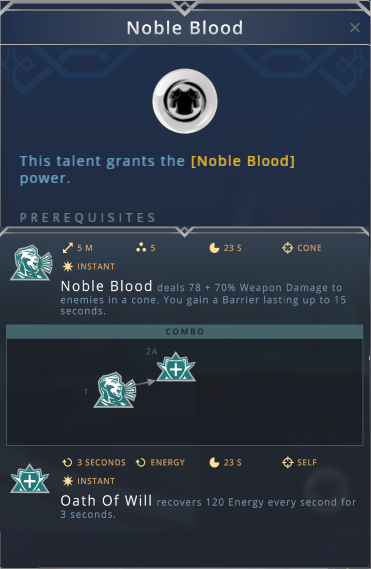 Noble Blood
This talent grants the [Noble Blood]
power.
PREREQUISITES
5 M 5 23 S CONE
INSTANT
Noble Blood deals 78 + 70% Weapon Damage to
enemies in a cone. You gain a Barrier lasting up to 15
seconds.
COMBO
2A
1
3 SECONDS ENERGY 23 S SELF
INSTANT
Oath Of Will recovers 120 Energy every second for
3 seconds.